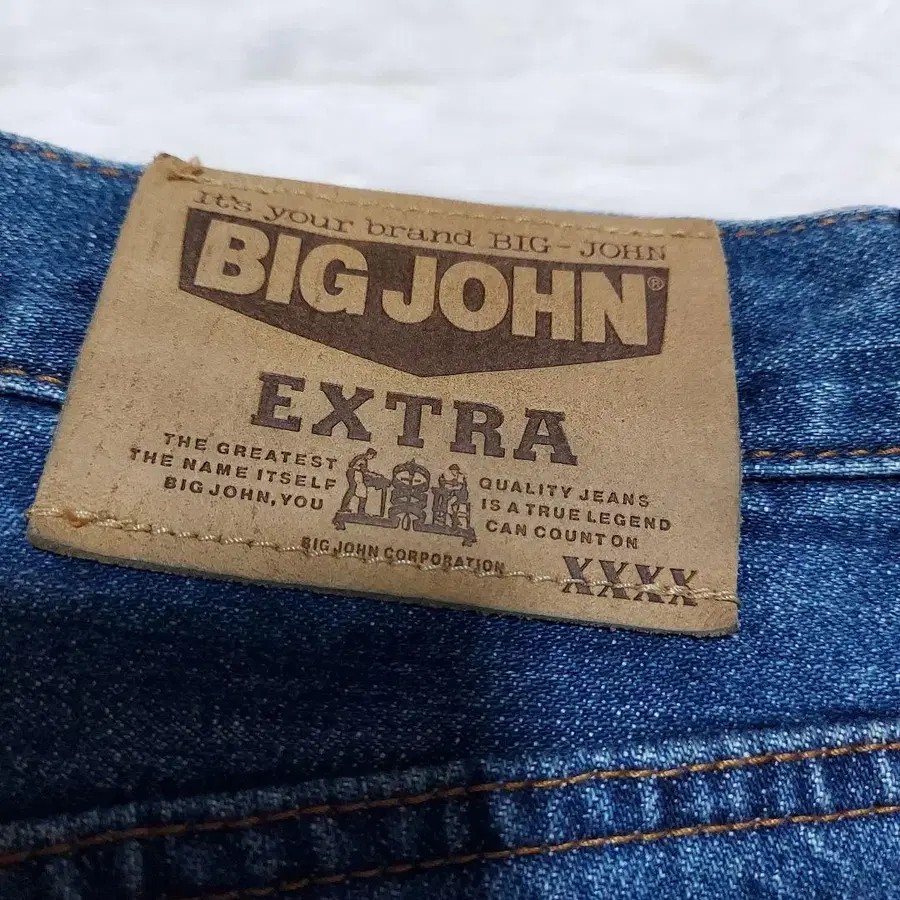 It's your brand BIG-JOHN
BIG JOHN®
EXTRA
THE GREATEST QUALITY JEANS
THE NAME ITSELF IS A TRUE LEGEND
BIG JOHN, YOU CAN COUNT ON
BIG JOHN CORPORATION
XXXX